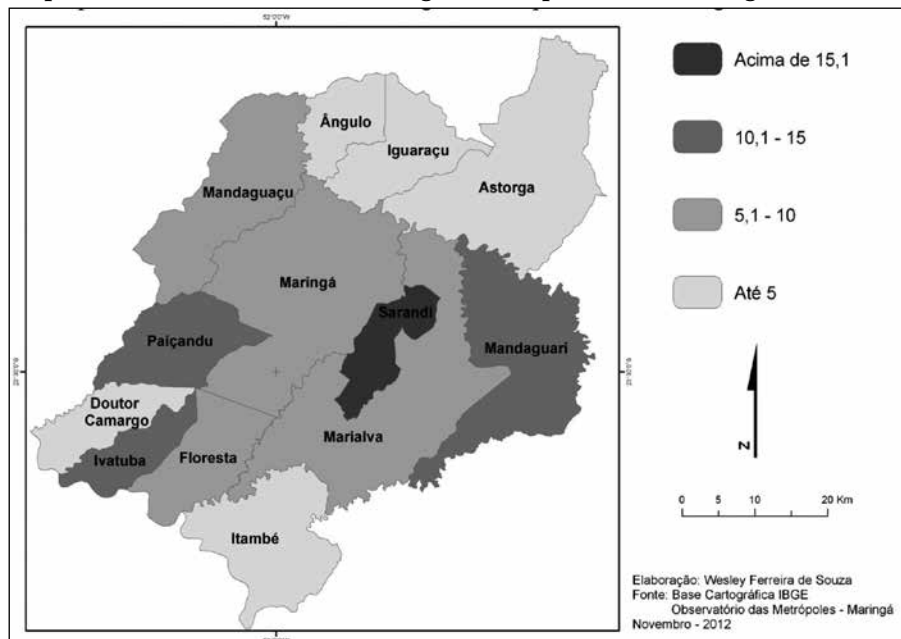 52°00'W
Ângulo
Iguaraçu
Astorga
Mandaguaçu
Maringá
Sarandi
Paiçandu
Mandaguari
Doutor
Camargo
Ivatuba
Floresta
Marialva
Itambé
Acima de 15,1
10,1 - 15
5,1 - 10
Até 5
N
0 5 10 20 Km
Elaboração: Wesley Ferreira de Souza
Fonte: Base Cartográfica IBGE
Observatório das Metrópoles - Maringá
Novembro - 2012